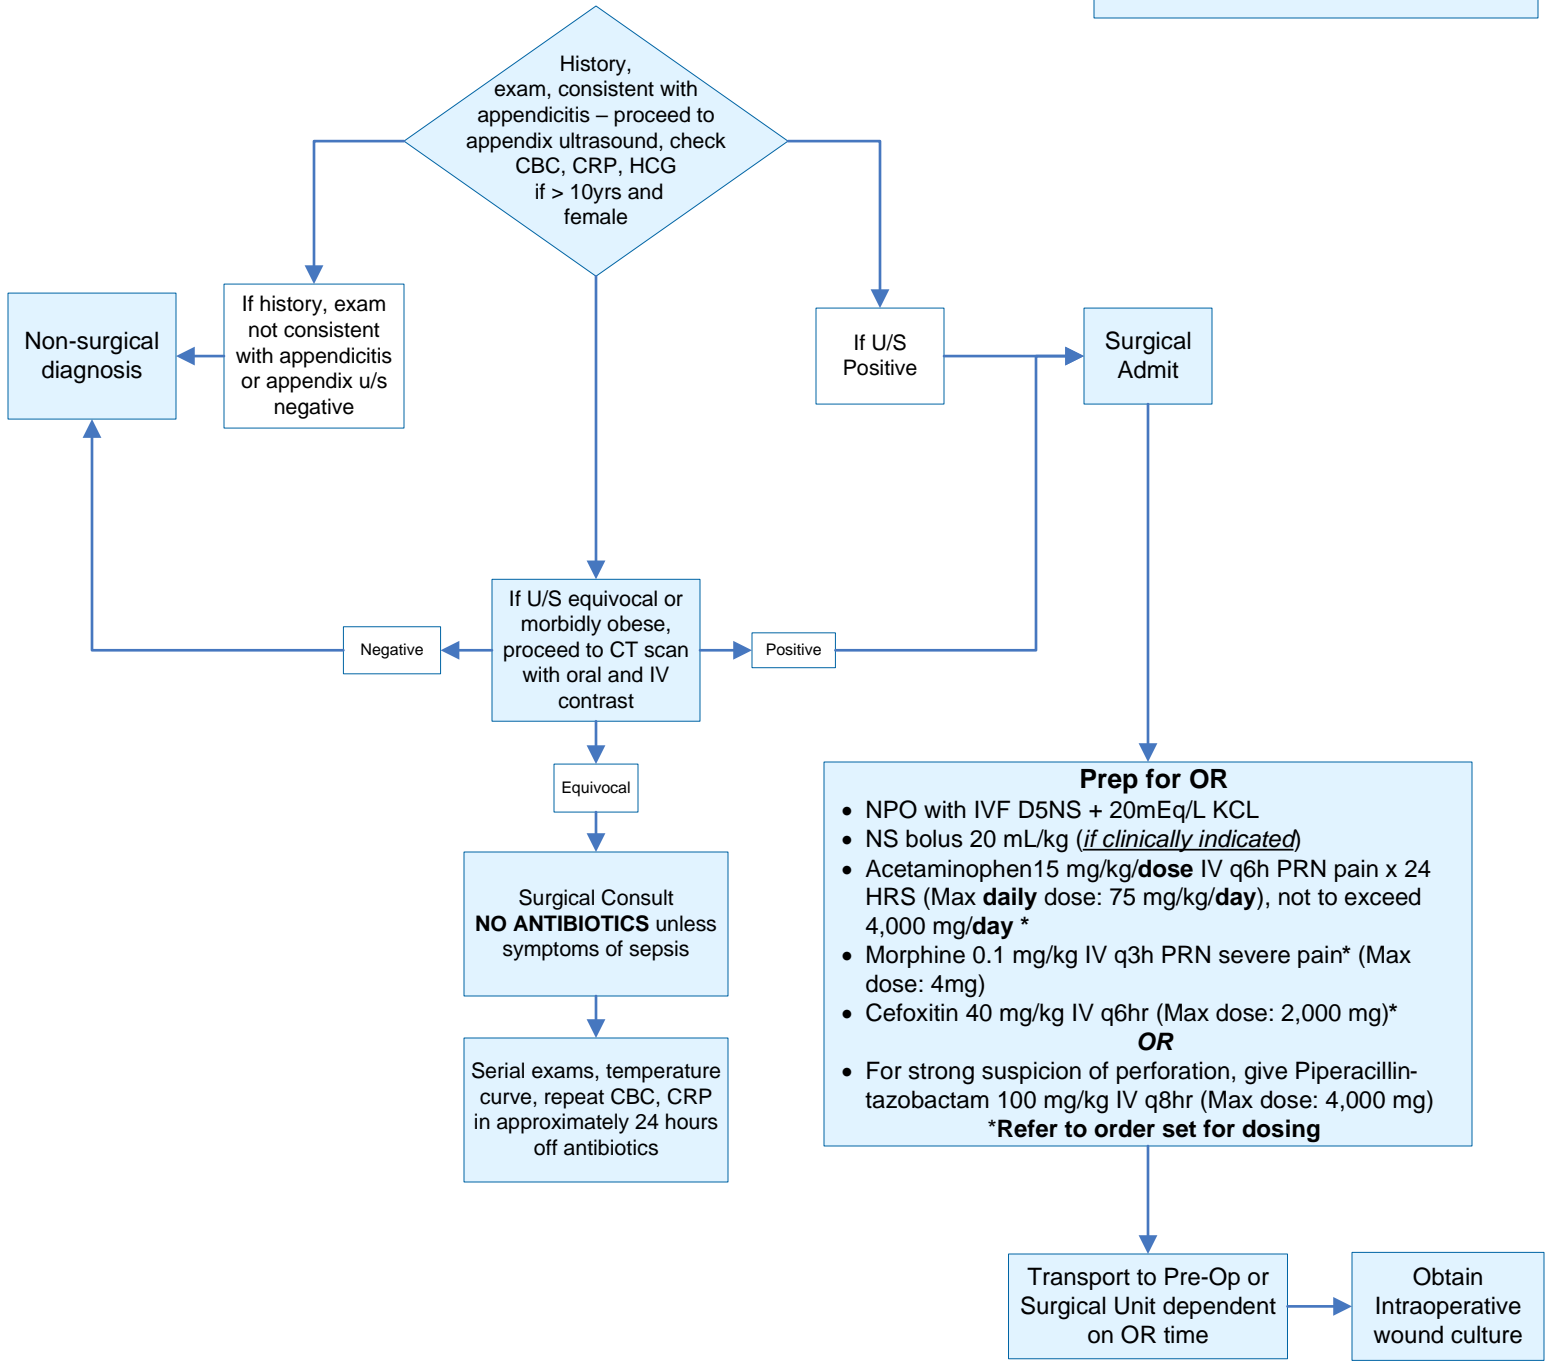 History,
exam, consistent with
appendicitis – proceed to
appendix ultrasound, check
CBC, CRP, HCG
if > 10yrs and
female
Non-surgical
diagnosis
If history, exam
not consistent
with appendicitis
or appendix u/s
negative
If U/S
Positive
Surgical
Admit
Negative
If U/S equivocal or
morbidly obese,
proceed to CT scan
with oral and IV
contrast
Positive
Equivocal
Surgical Consult
NO ANTIBIOTICS unless
symptoms of sepsis
Serial exams, temperature
curve, repeat CBC, CRP
in approximately 24 hours
off antibiotics
Prep for OR
• NPO with IVF D5NS + 20mEq/L KCL
• NS bolus 20 mL/kg (if clinically indicated)
• Acetaminophen15 mg/kg/dose IV q6h PRN pain x 24
HRS (Max daily dose: 75 mg/kg/day), not to exceed
4,000 mg/day *
• Morphine 0.1 mg/kg IV q3h PRN severe pain* (Max
dose: 4mg)
• Cefoxitin 40 mg/kg IV q6hr (Max dose: 2,000 mg)*
OR
• For strong suspicion of perforation, give Piperacillin-
tazobactam 100 mg/kg IV q8hr (Max dose: 4,000 mg)
*Refer to order set for dosing
Transport to Pre-Op or
Surgical Unit dependent
on OR time
Obtain
Intraoperative
wound culture